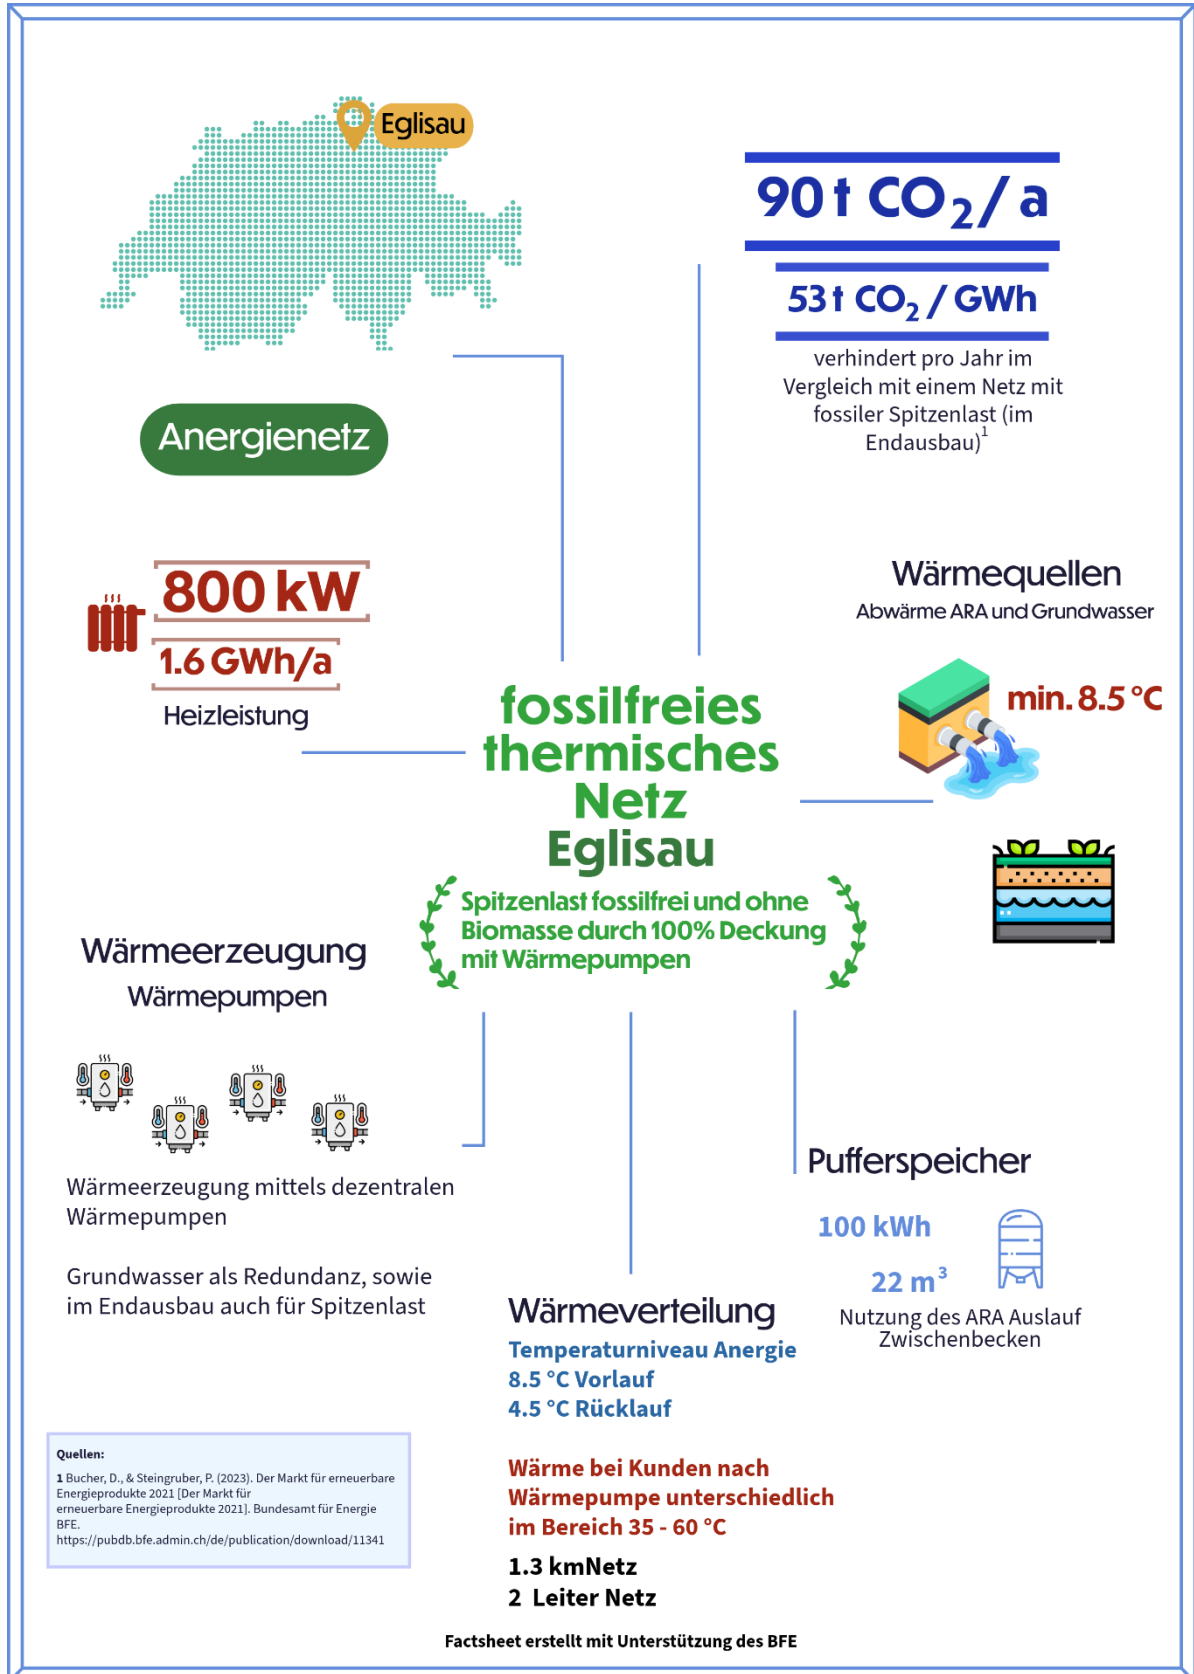 Eglisau
90 t CO₂ / a
53 t CO₂ / GWh
verhindert pro Jahr im
Vergleich mit einem Netz mit
fossiler Spitzenlast (im
Endausbau)¹
Anergienetz
800 kW
1.6 GWh/a
Heizleistung
Wärmequellen
Abwärme ARA und Grundwasser
min. 8.5 °C
fossilfreies
thermisches
Netz
Eglisau
Spitzenlast fossilfrei und ohne
Biomasse durch 100% Deckung
mit Wärmepumpen
Wärmeerzeugung
Wärmepumpen
Wärmeerzeugung mittels dezentralen
Wärmepumpen
Grundwasser als Redundanz, sowie
im Endausbau auch für Spitzenlast
Pufferspeicher
100 kWh
22 m³
Nutzung des ARA Auslauf
Zwischenbecken
Wärmeverteilung
Temperaturniveau Anergie
8.5 °C Vorlauf
4.5 °C Rücklauf
Wärme bei Kunden nach
Wärmepumpe unterschiedlich
im Bereich 35 - 60 °C
1.3 kmNetz
2 Leiter Netz
Quellen:
1 Bucher, D., & Steingruber, P. (2023). Der Markt für erneuerbare
Energieprodukte 2021 [Der Markt für
erneuerbare Energieprodukte 2021]. Bundesamt für Energie
BFE.
https://pubdb.bfe.admin.ch/de/publication/download/11341
Factsheet erstellt mit Unterstützung des BFE